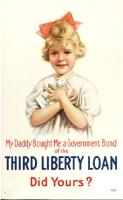 My Daddy Bought Me a Government Bond
of the
THIRD LIBERTY LOAN
Did Yours?